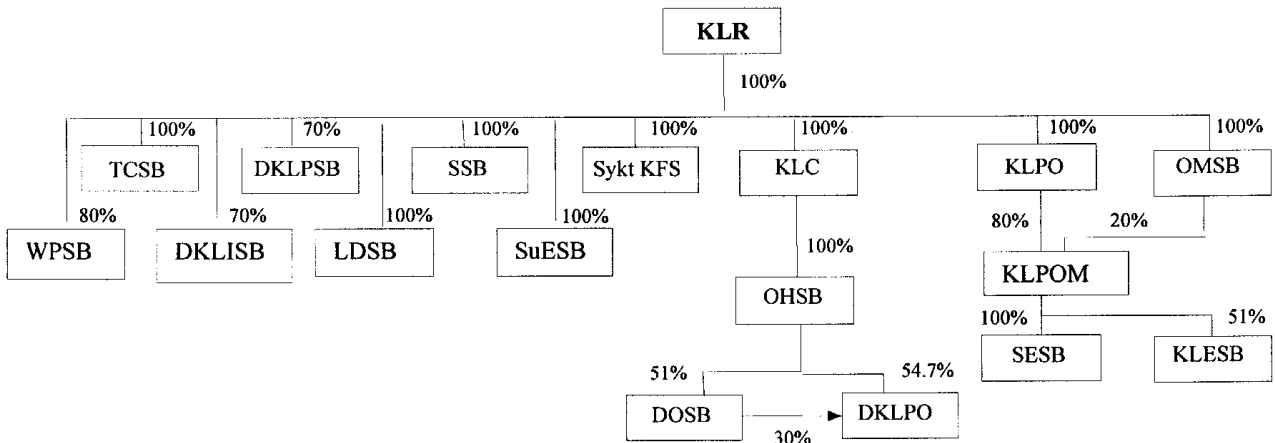 KLR
100%
100% 70% 100% 100% 100% 100% 100%
TCSB DKLPSB SSB Sykt KFS KLC KLPO OMSB
80% 70% 100% 100% 80% 20%
WPSB DKLISB LDSB SuESB
100%
KLPOM
OHSB
100% 51%
SESB KLESB
51% 54.7%
DOSB DKLPO
30%